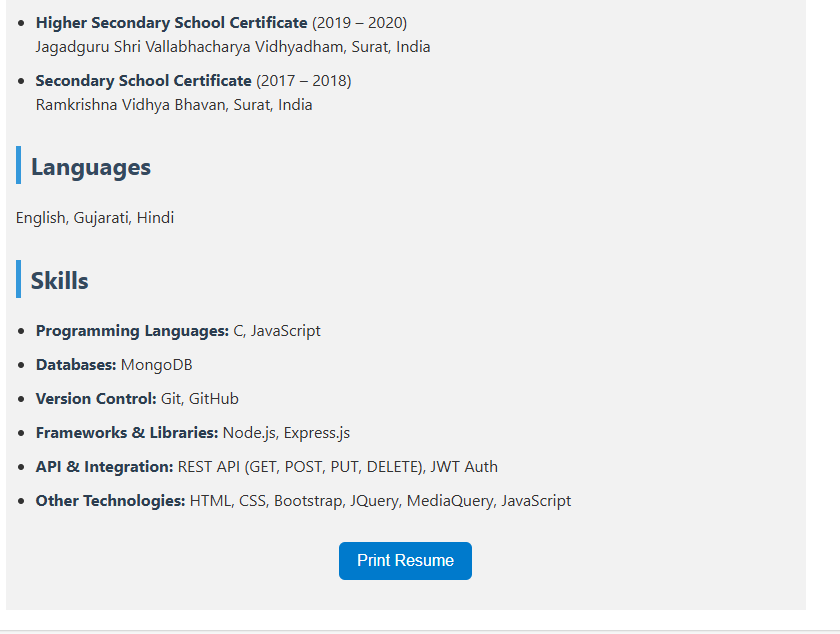 Higher Secondary School Certificate (2019 – 2020)
Jagadguru Shri Vallabhacharya Vidhyadham, Surat, India
Secondary School Certificate (2017 – 2018)
Ramkrishna Vidhya Bhavan, Surat, India
Languages
English, Gujarati, Hindi
Skills
Programming Languages: C, JavaScript
Databases: MongoDB
Version Control: Git, GitHub
Frameworks & Libraries: Node.js, Express.js
API & Integration: REST API (GET, POST, PUT, DELETE), JWT Auth
Other Technologies: HTML, CSS, Bootstrap, JQuery, MediaQuery, JavaScript
Print Resume